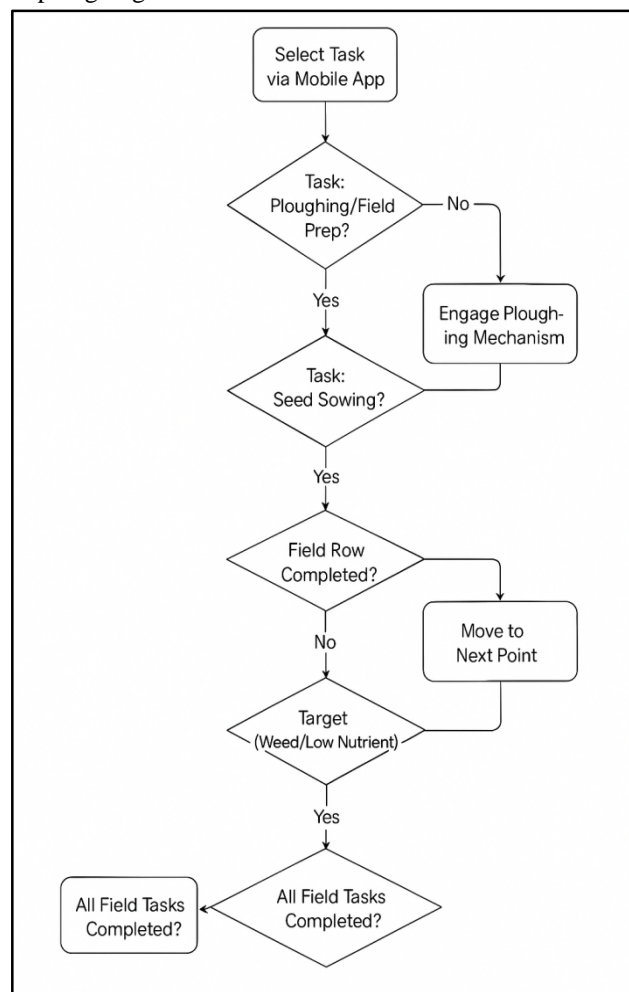 Select Task
via Mobile App
Task:
Ploughing/Field
Prep?
No
Yes
Engage Plough-
ing Mechanism
Task:
Seed Sowing?
Yes
Field Row
Completed?
No
Move to
Next Point
Target
(Weed/Low Nutrient)
Yes
All Field Tasks
Completed?
All Field Tasks
Completed?